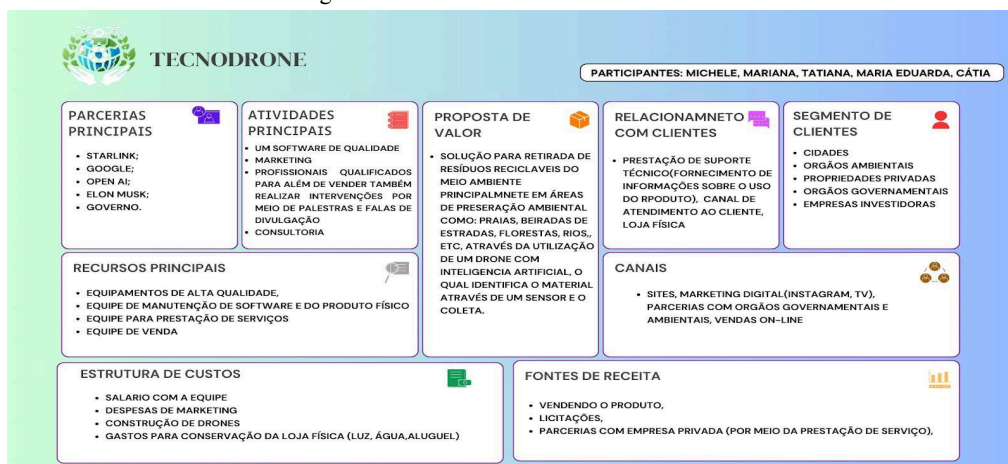 TECNODRONE
PARTICIPANTES: MICHELE, MARIANA, TATIANA, MARIA EDUARDA, CÁTIA
PARCERIAS
PRINCIPAIS
• STARLINK;
• GOOGLE;
• OPEN AI;
• ELON MUSK;
• GOVERNO.
ATIVIDADES
PRINCIPAIS
• UM SOFTWARE DE QUALIDADE
• MARKETING
• PROFISSIONAIS QUALIFICADOS
PARA ALÉM DE VENDER TAMBÉM
REALIZAR INTERVENÇÕES POR
MEIO DE PALESTRAS E FALAS DE
DIVULGAÇÃO
• CONSULTORIA
PROPOSTA DE
VALOR
• SOLUÇÃO PARA RETIRADA DE
RESÍDUOS RECICLAVEIS DO
MEIO AMBIENTE
PRINCIPALMNETE EM ÁREAS
DE PRESERAÇÃO AMBIENTAL
COMO: PRAIAS, BEIRADAS DE
ESTRADAS, FLORESTAS, RIOS,,
ETC, ATRAVÉS DA UTILIZAÇÃO
DE UM DRONE COM
INTELIGENCIA ARTIFICIAL, O
QUAL IDENTIFICA O MATERIAL
ATRAVÉS DE UM SENSOR E O
COLETA.
RELACIONAMNETO
COM CLIENTES
• PRESTAÇÃO DE SUPORTE
TÉCNICO(FORNECIMENTO DE
INFORMAÇÕES SOBRE O USO
DO RPODUTO), CANAL DE
ATENDIMENTO AO CLIENTE,
LOJA FÍSICA
SEGMENTO DE
CLIENTES
• CIDADES
• ORGÃOS AMBIENTAIS
• PROPRIEDADES PRIVADAS
• ORGÃOS GOVERNAMENTAIS
• EMPRESAS INVESTIDORAS
RECURSOS PRINCIPAIS
• EQUIPAMENTOS DE ALTA QUALIDADE,
• EQUIPE DE MANUTENÇÃO DE SOFTWARE E DO PRODUTO FÍSICO
• EQUIPE PARA PRESTAÇÃO DE SERVIÇOS
• EQUIPE DE VENDA
CANAIS
• SITES, MARKETING DIGITAL(INSTAGRAM, TV),
PARCERIAS COM ORGÃOS GOVERNAMENTAIS E
AMBIENTAIS, VENDAS ON-LINE
ESTRUTURA DE CUSTOS
• SALARIO COM A EQUIPE
• DESPESAS DE MARKETING
• CONSTRUÇÃO DE DRONES
• GASTOS PARA CONSERVAÇÃO DA LOJA FÍSICA (LUZ, ÁGUA,ALUGUEL)
FONTES DE RECEITA
• VENDENDO O PRODUTO,
• LICITAÇÕES,
• PARCERIAS COM EMPRESA PRIVADA (POR MEIO DA PRESTAÇÃO DE SERVIÇO),